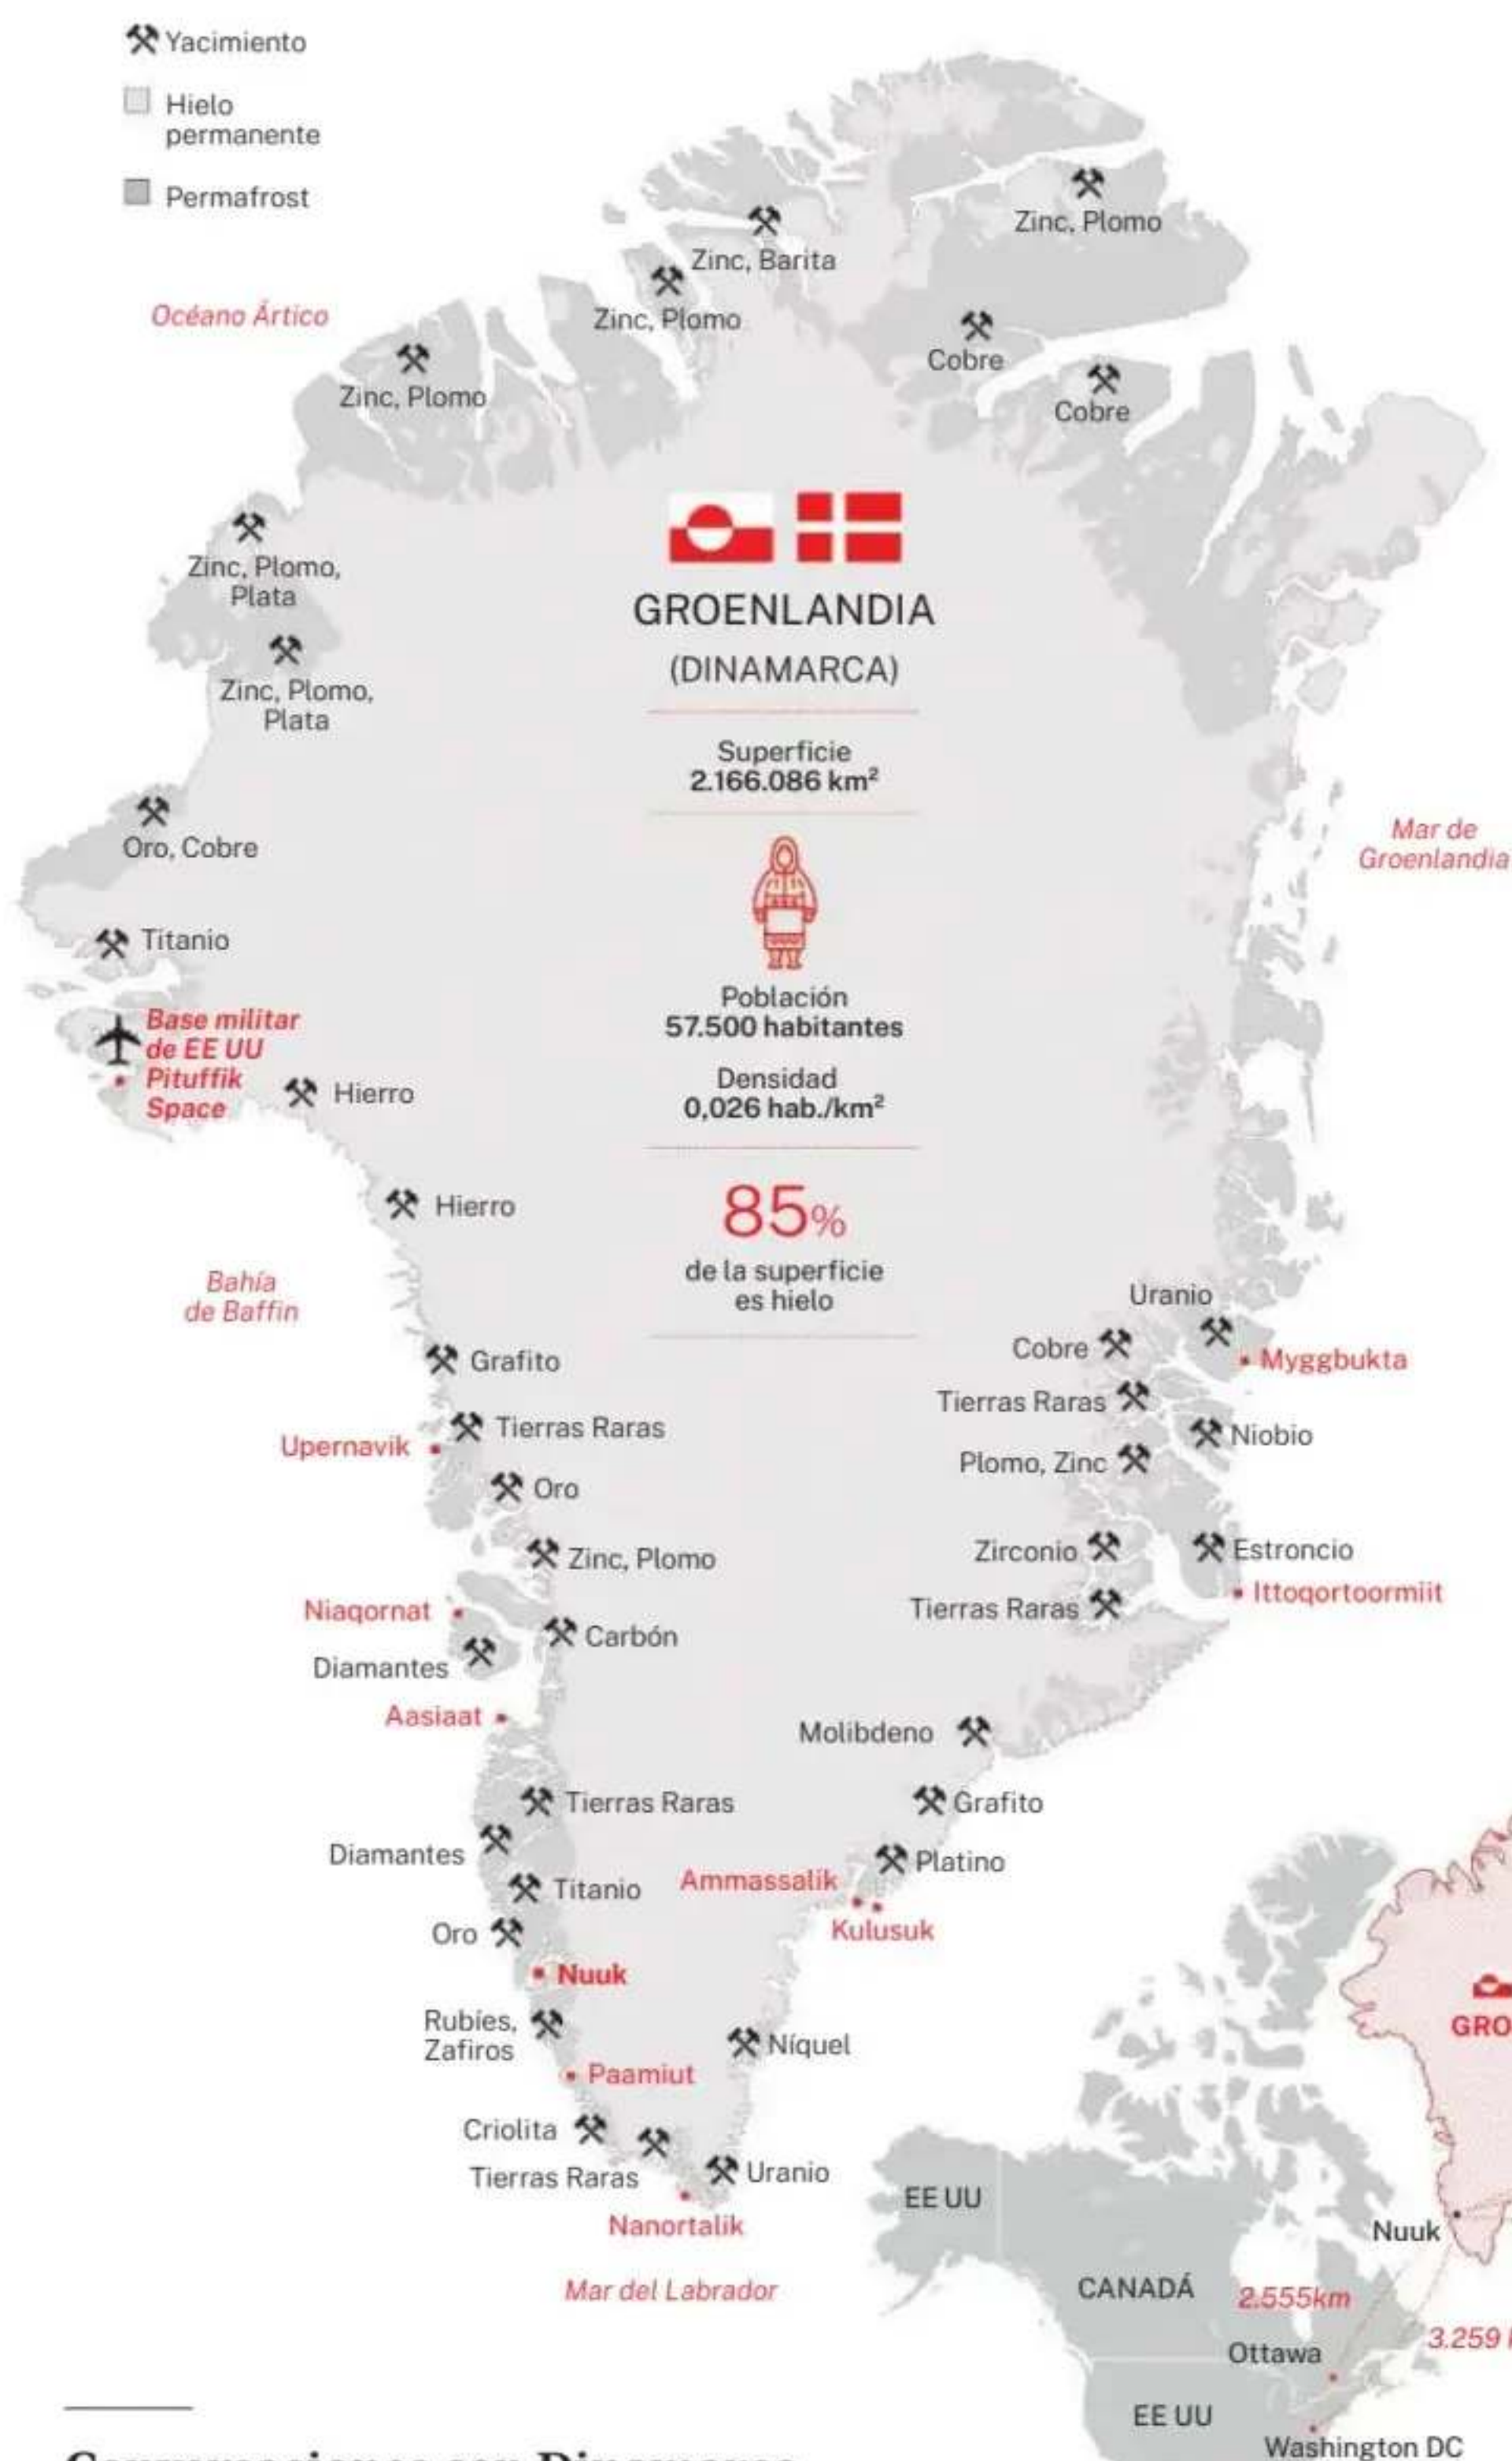 Yacimiento
Hielo
permanente
Permafrost
Océano Ártico
Zinc, Plomo
Zinc, Barita
Zinc, Plomo
Zinc, Plomo
Cobre
Cobre
Zinc, Plomo,
Plata
Zinc, Plomo,
Plata
Oro, Cobre
Titanio
Base militar
de EE UU
Pituffik
Space
Hierro
Hierro
GROENLANDIA
(DINAMARCA)
Superficie
2.166.086 km²
Población
57.500 habitantes
Densidad
0,026 hab./km²
85%
de la superficie
es hielo
Mar de
Groenlandia
Bahía
de Baffin
Grafito
Tierras Raras
Upernavik
Oro
Zinc, Plomo
Niaqornat
Carbón
Diamantes
Aasiaat
Uranio
Cobre
Myggbukta
Tierras Raras
Niobio
Plomo, Zinc
Zirconio
Estroncio
Ittoqortoormiit
Tierras Raras
Molibdeno
Grafito
Platino
Ammassalik
Kulusuk
Tierras Raras
Diamantes
Titanio
Oro
Nuuk
Rubíes,
Zafiros
Níquel
Paamiut
Criolita
Tierras Raras
Uranio
Nanortalik
Mar del Labrador
GRO
EE UU
Nuuk
CANADÁ
2.555km
3.259
Ottawa
EE UU
Washington DC